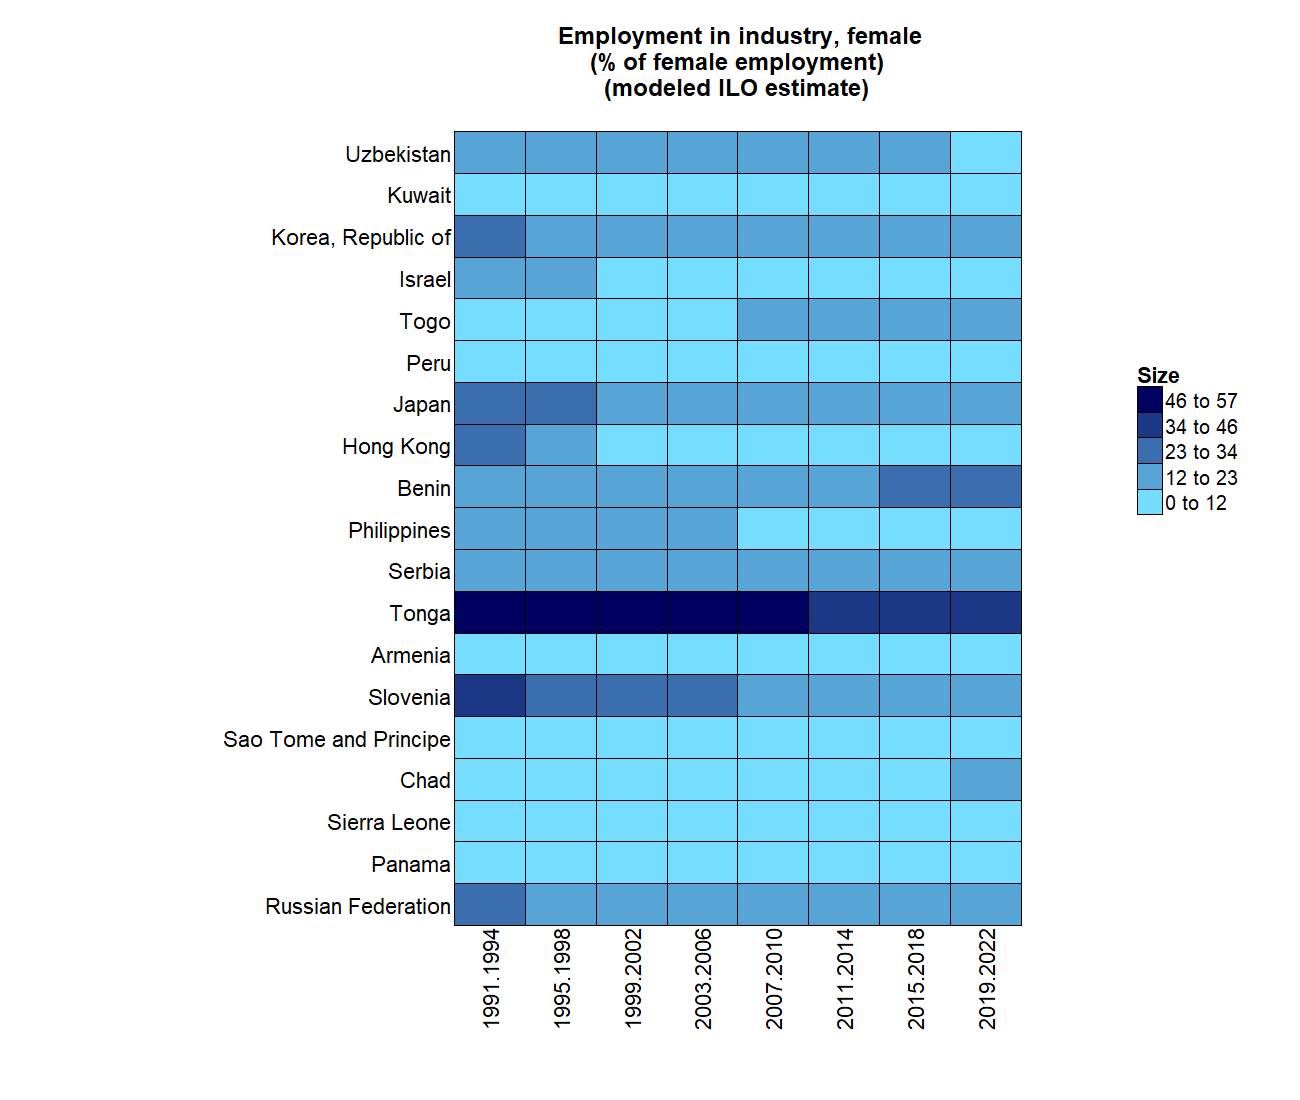 Employment in industry, female
(% of female employment)
(modeled ILO estimate)
Uzbekistan
Kuwait
Korea, Republic of
Israel
Togo
Peru
Japan
Hong Kong
Benin
Philippines
Serbia
Tonga
Armenia
Slovenia
Sao Tome and Principe
Chad
Sierra Leone
Panama
Russian Federation
1991.1994
1995.1998
1999.2002
2003.2006
2007.2010
2011.2014
2015.2018
2019.2022
Size
46 to 57
34 to 46
23 to 34
12 to 23
0 to 12